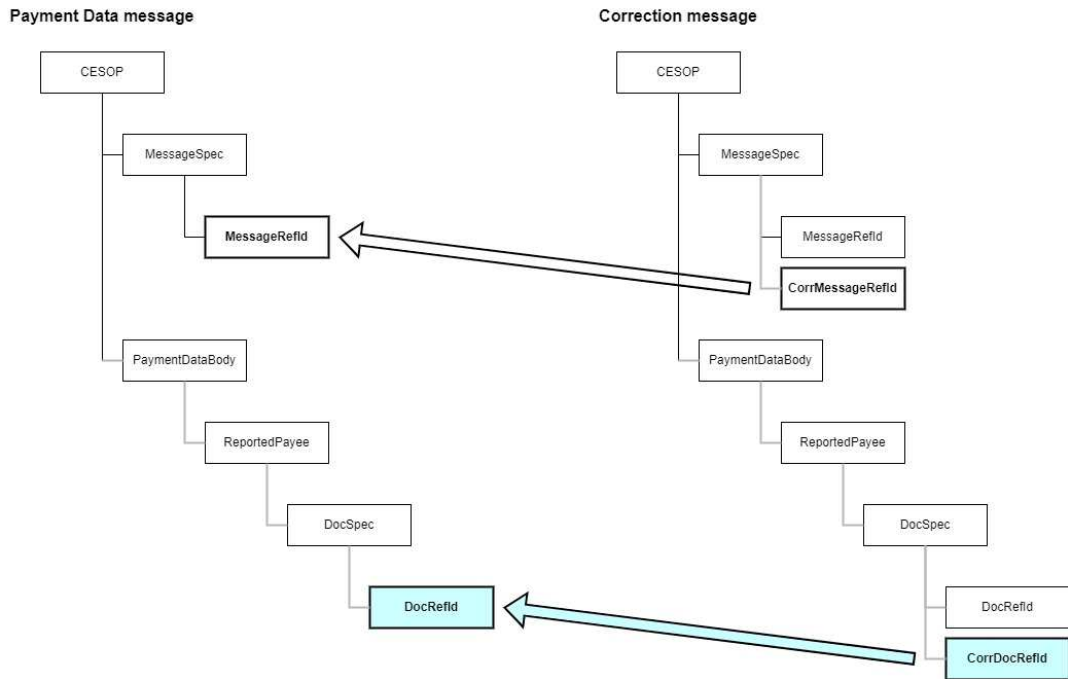 Payment Data message
Correction message
CESOP
CESOP
MessageSpec
MessageSpec
MessageRefId
MessageRefId
CorrMessageRefId
PaymentDataBody
PaymentDataBody
ReportedPayee
ReportedPayee
DocSpec
DocSpec
DocRefId
DocRefId
CorrDocRefId